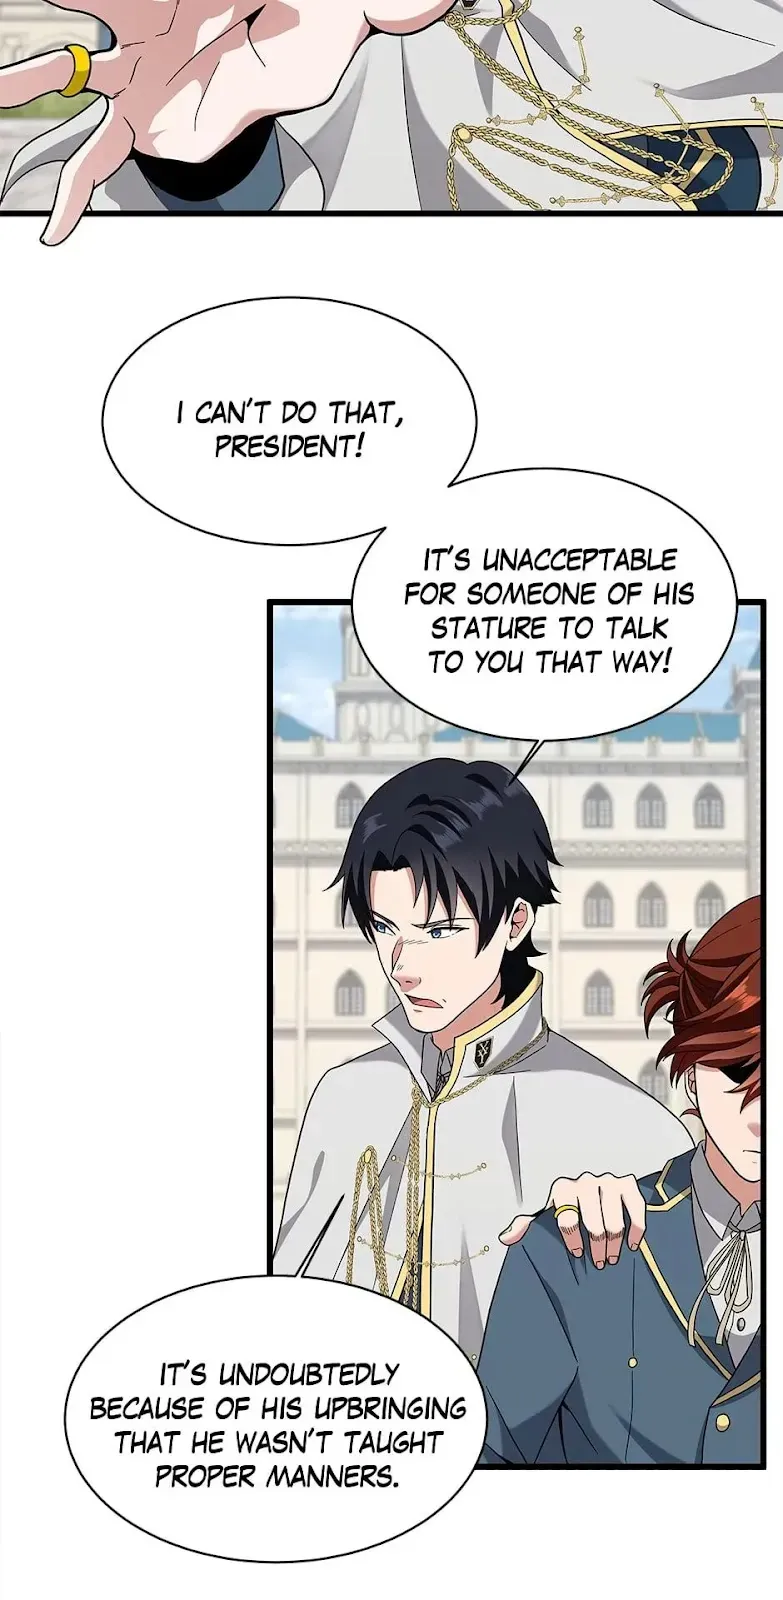 I CAN'T DO THAT,
PRESIDENT!
IT'S UNACCEPTABLE
FOR SOMEONE OF HIS
STATURE TO TALK
TO YOU THAT WAY!
IT'S UNDOUBTEDLY
BECAUSE OF HIS UPBRINGING
THAT HE WASN'T TAUGHT
PROPER MANNERS.